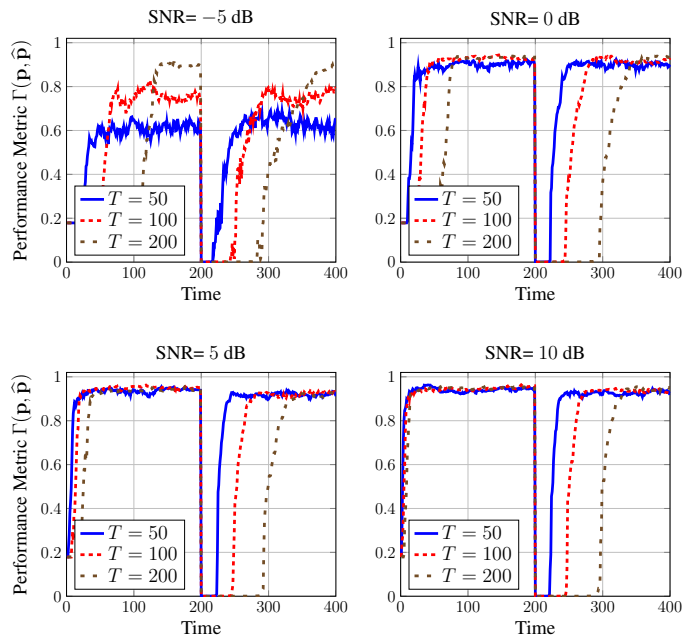 SNR= −5 dB
SNR= 0 dB
Performance Metric Γ(p, p̂)
1
0.8
0.6
0.4
0.2
0
T = 50
T = 100
T = 200
0 100 200 300 400
Time
1
0.8
0.6
0.4
0.2
0
T = 50
T = 100
T = 200
0 100 200 300 400
Time
SNR= 5 dB
SNR= 10 dB
Performance Metric Γ(p, p̂)
1
0.8
0.6
0.4
0.2
0
T = 50
T = 100
T = 200
0 100 200 300 400
Time
1
0.8
0.6
0.4
0.2
0
T = 50
T = 100
T = 200
0 100 200 300 400
Time